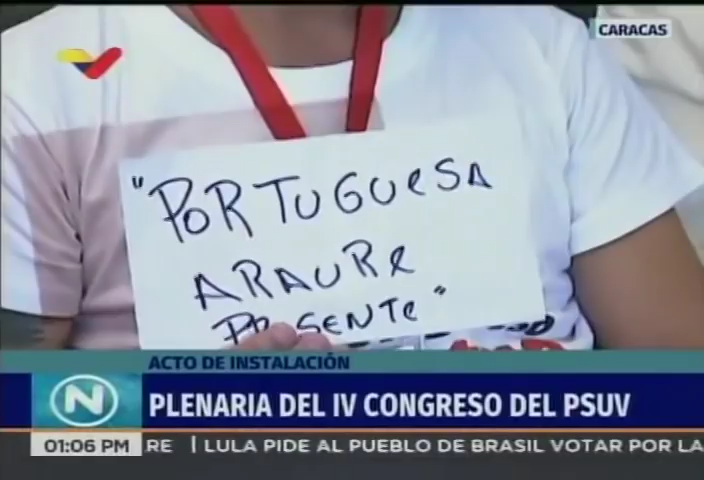 CARACAS
"PORTUGUESA
ARAURE
PRESENTE"
ACTO DE INSTALACIÓN
N
PLENARIA DEL IV CONGRESO DEL PSUV
01:06 PM RE | LULA PIDE AL PUEBLO DE BRASIL VOTAR POR LA